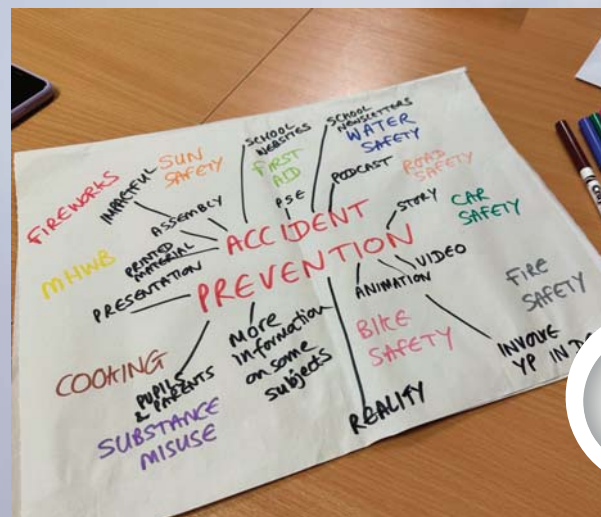 FIREWORKS
IMPACTFUL
SUN
SAFETY
SCHOOL
WEBSITES
FIRST
AID
SCHOOL
NEWSLETTERS
WATER
SAFETY
ASSEMBLY
PSE
PODCAST
ROAD
SAFETY
MHWB
PRINTED
MATERIAL
PRESENTATION
ACCIDENT
PREVENTION
STORY
CAR
SAFETY
VIDEO
ANIMATION
FIRE
SAFETY
COOKING
PUPILS
& PARENTS
SUBSTANCE
MISUSE
More
information
on some
subjects
BIKE
SAFETY
REALITY
INVOLVE
YP IN